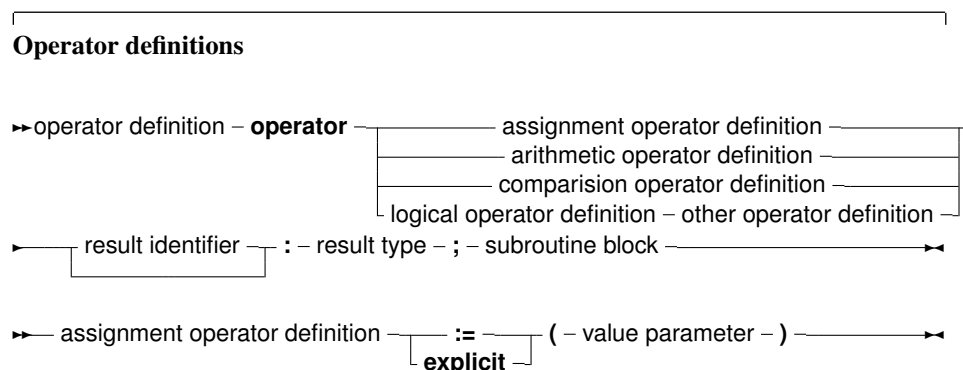 Operator definitions
operator definition – operator – assignment operator definition –
arithmetic operator definition –
comparision operator definition –
logical operator definition – other operator definition –
result identifier – : – result type – ; – subroutine block –
assignment operator definition – := – ( – value parameter – ) –
explicit –